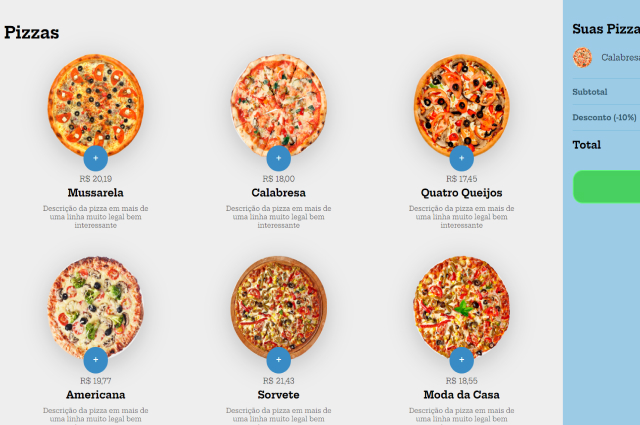 Pizzas
+
+
+
R$ 20,19
R$ 18,00
R$ 17,45
Mussarela
Calabresa
Quatro Queijos
Descrição da pizza em mais de
uma linha muito legal bem
interessante
Descrição da pizza em mais de
uma linha muito legal bem
interessante
Descrição da pizza em mais de
uma linha muito legal bem
interessante
+
+
+
R$ 19,77
R$ 21,43
R$ 18,55
Americana
Sorvete
Moda da Casa
Descrição da pizza em mais de
uma linha muito legal bem
Descrição da pizza em mais de
uma linha muito legal bem
Descrição da pizza em mais de
uma linha muito legal bem
Suas Pizza
Calabresa
Subtotal
Desconto (-10%)
Total